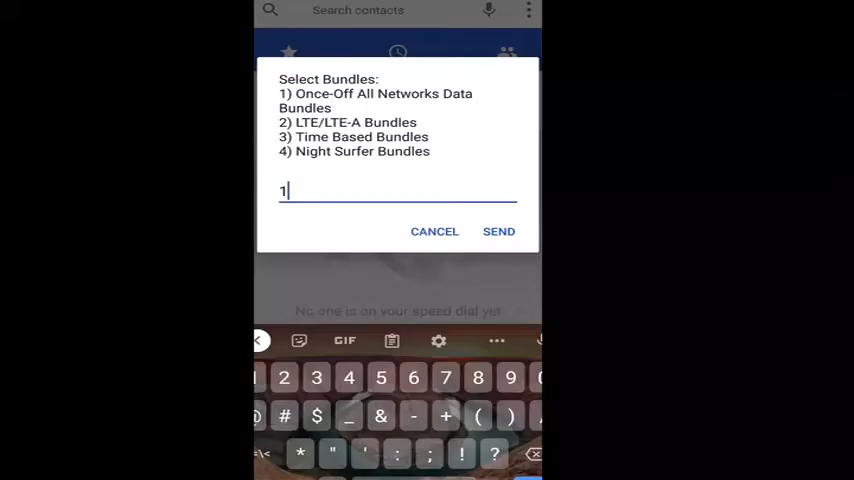 Search contacts
Select Bundles:
1) Once-Off All Networks Data
Bundles
2) LTE/LTE-A Bundles
3) Time Based Bundles
4) Night Surfer Bundles
1
CANCEL SEND
No one is on your speed dial yet
GIF
1 2 3 4 5 6 7 8 9 0
@ # $ _ & - + ( ) /
=\< * " ' : ; ! ?